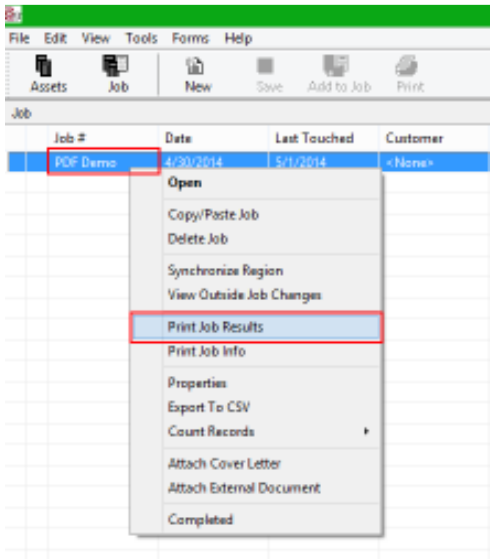 File Edit View Tools Forms Help
Assets Job New Save Add to Job Print
Job
Job # Date Last Touched Customer
PDF Demo 4/30/2014 5/1/2014 <None>
Open
Copy/Paste Job
Delete Job
Synchronize Region
View Outside Job Changes
Print Job Results
Print Job Info
Properties
Export To CSV
Count Records
Attach Cover Letter
Attach External Document
Completed